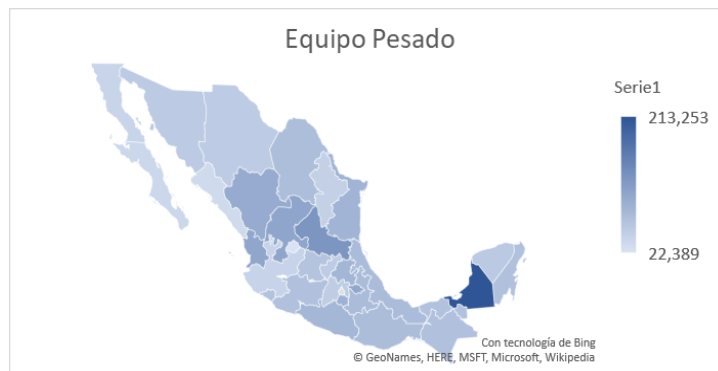 Equipo Pesado
Serie1
213,253
22,389
Con tecnología de Bing
© GeoNames, HERE, MSFT, Microsoft, Wikipedia